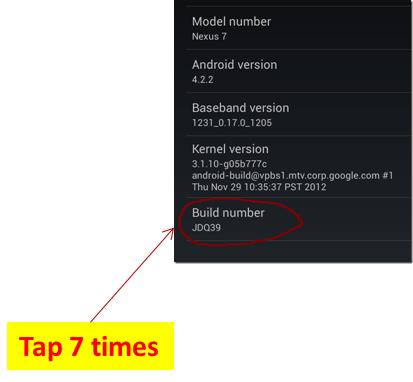 Model number
Nexus 7
Android version
4.2.2
Baseband version
1231_0.17.0_1205
Kernel version
3.1.10-g05b777c
android-build@vpbs1.mtv.corp.google.com #1
Thu Nov 29 10:35:37 PST 2012
Build number
JDQ39
Tap 7 times